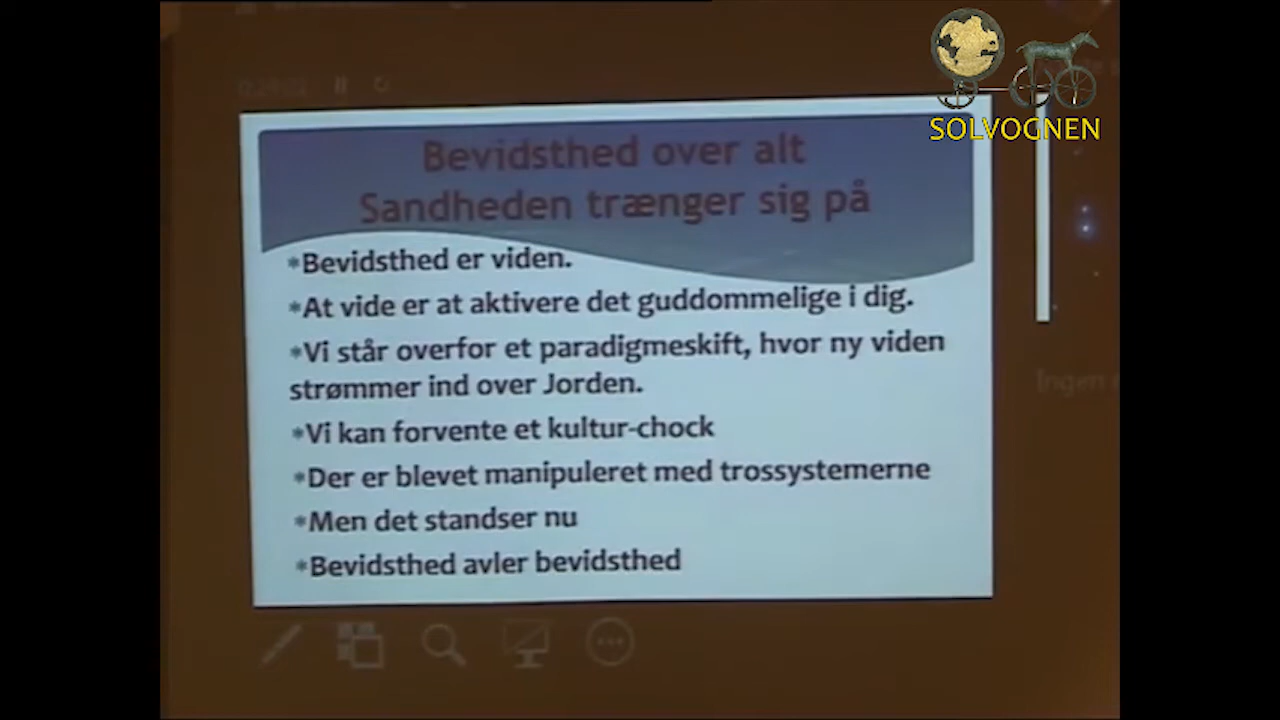 SOLVOGNEN
Bevidsthed over alt
Sandheden trænger sig på
*Bevidsthed er viden.
*At vide er at aktivere det guddommelige i dig.
*Vi står overfor et paradigmeskift, hvor ny viden
strømmer ind over Jorden.
*Vi kan forvente et kultur-chock
*Der er blevet manipuleret med trossystemerne
*Men det standser nu
*Bevidsthed avler bevidsthed
Ingen